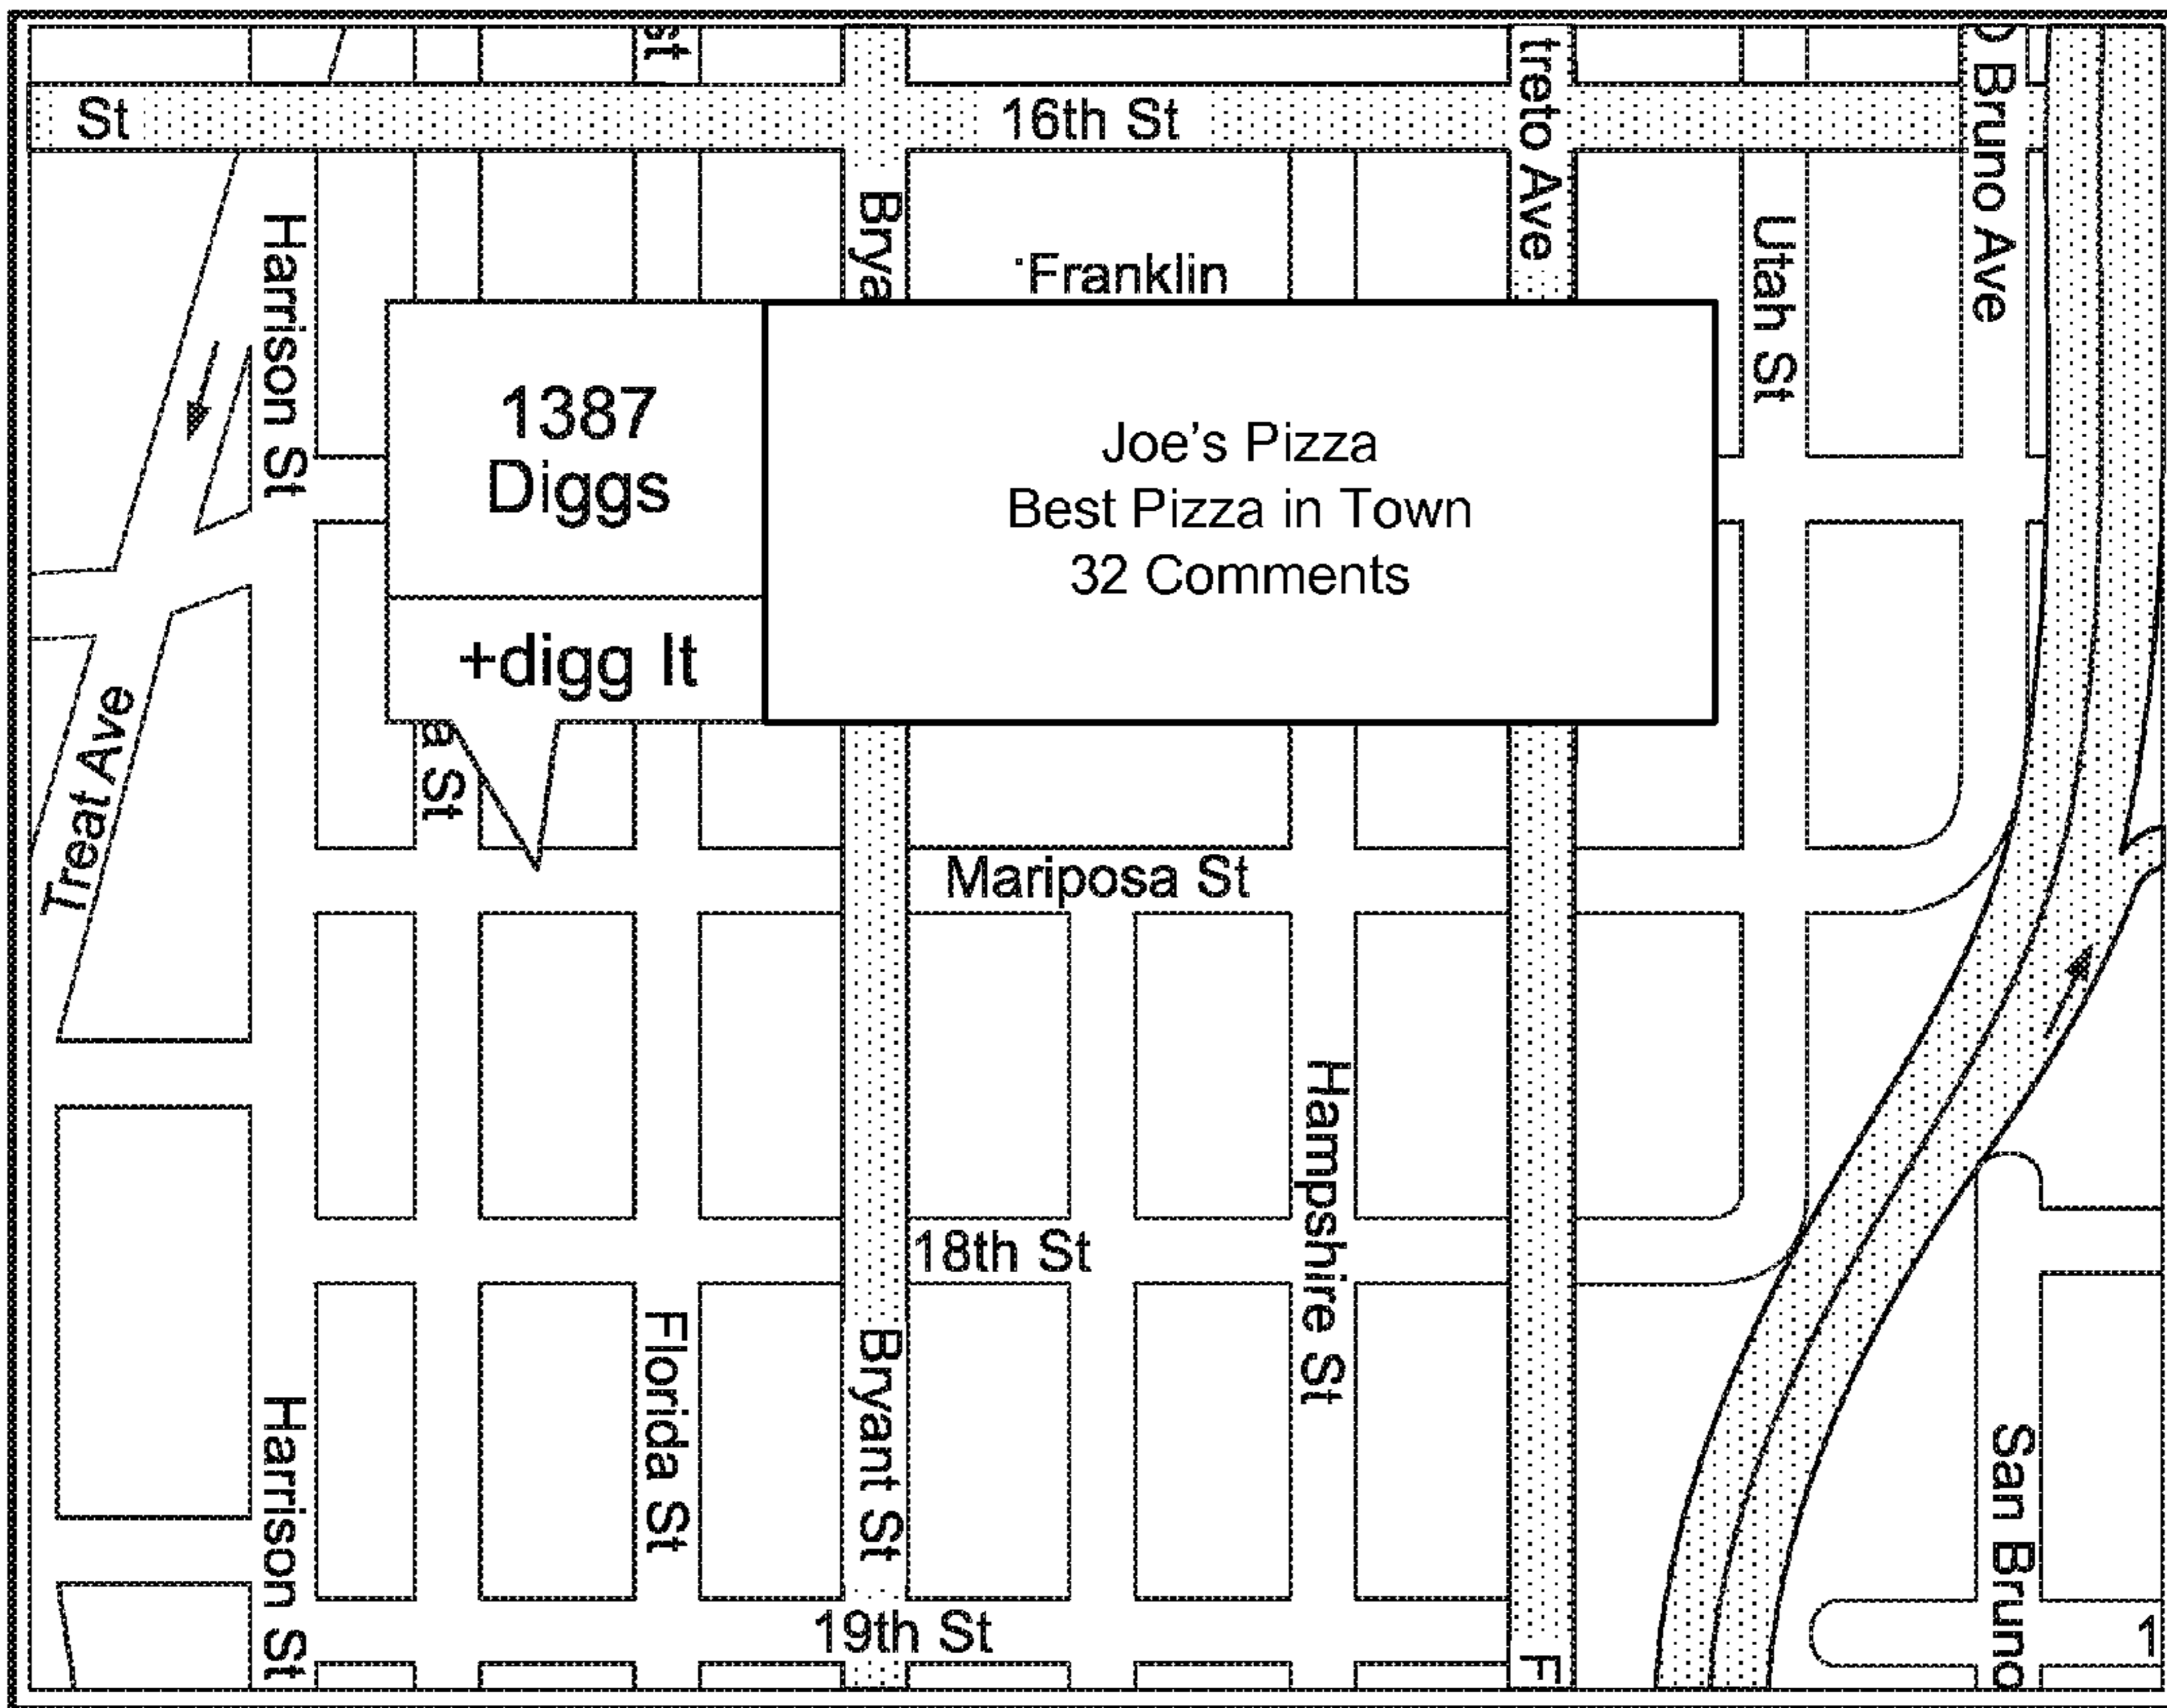 st
treto Ave
Bruno Ave
St
16th St
Harrison St
Brya
Franklin
Utah St
1387
Diggs
Joe's Pizza
Best Pizza in Town
32 Comments
+digg It
a St
Treat Ave
Mariposa St
Hampshire St
18th St
Florida St
Bryant St
Harrison St
San Bruno
19th St
F
1